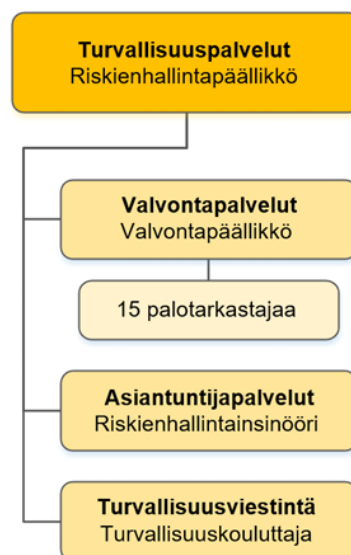 Turvallisuuspalvelut
Riskienhallintapäällikkö
Valvontapalvelut
Valvontapäällikkö
15 palotarkastajaa
Asiantuntijapalvelut
Riskienhallintainsinööri
Turvallisuusviestintä
Turvallisuuskouluttaja